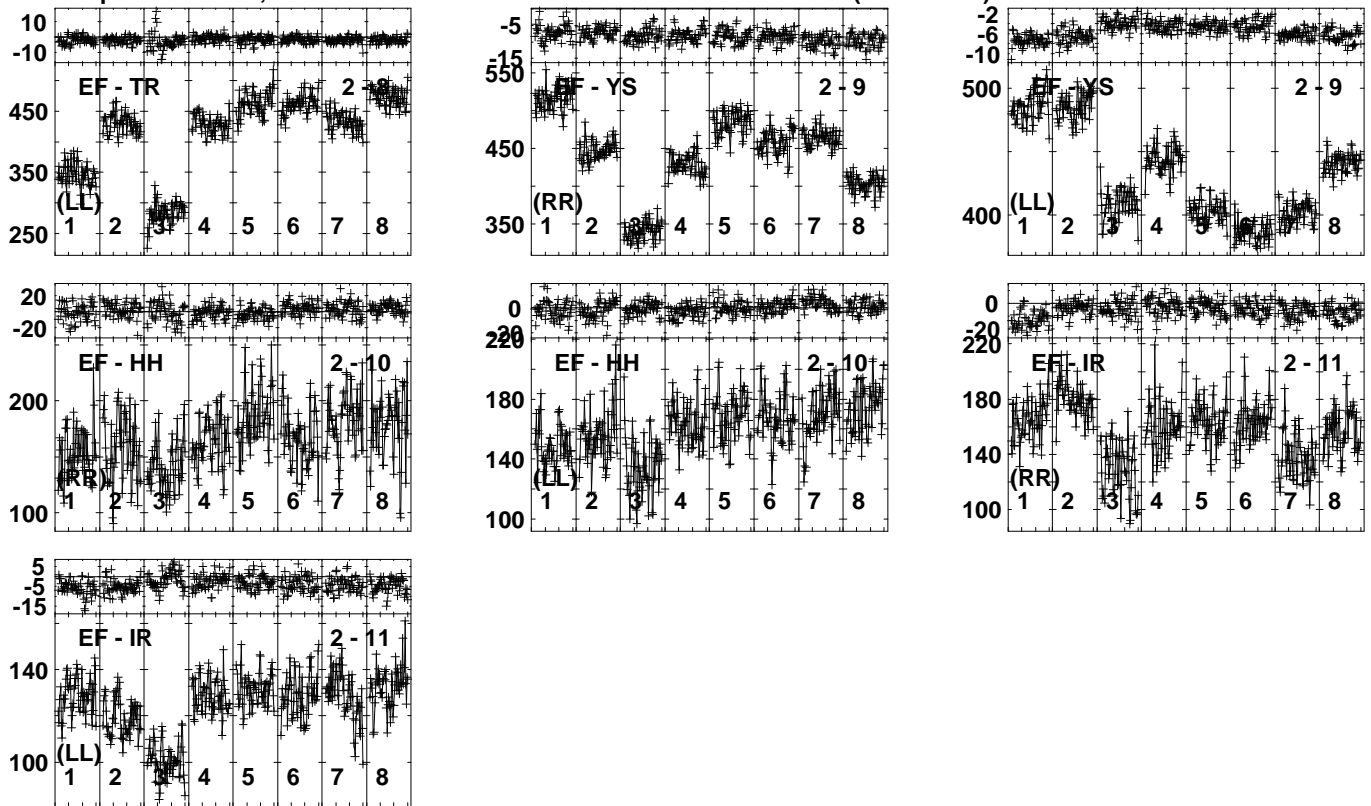 10
-10
EF - TR 2 - 8
450
350
(LL)
1 2 3 4 5 6 7 8
250
-5
-15
550
EF - YS 2 - 9
450
(RR)
350
1 2 3 4 5 6 7 8
-2
-6
-10
500
EF - YS 2 - 9
(LL)
400
1 2 3 4 5 6 7 8
20
-20
EF - HH 2 - 10
200
(RR)
1 2 3 4 5 6 7 8
100
0
-20
220
EF - HH 2 - 10
180
140
(LL)
1 2 3 4 5 6 7 8
100
0
-20
220
EF - IR 2 - 11
180
140
(RR)
1 2 3 4 5 6 7 8
100
5
-5
-15
EF - IR 2 - 11
140
(LL)
100
1 2 3 4 5 6 7 8